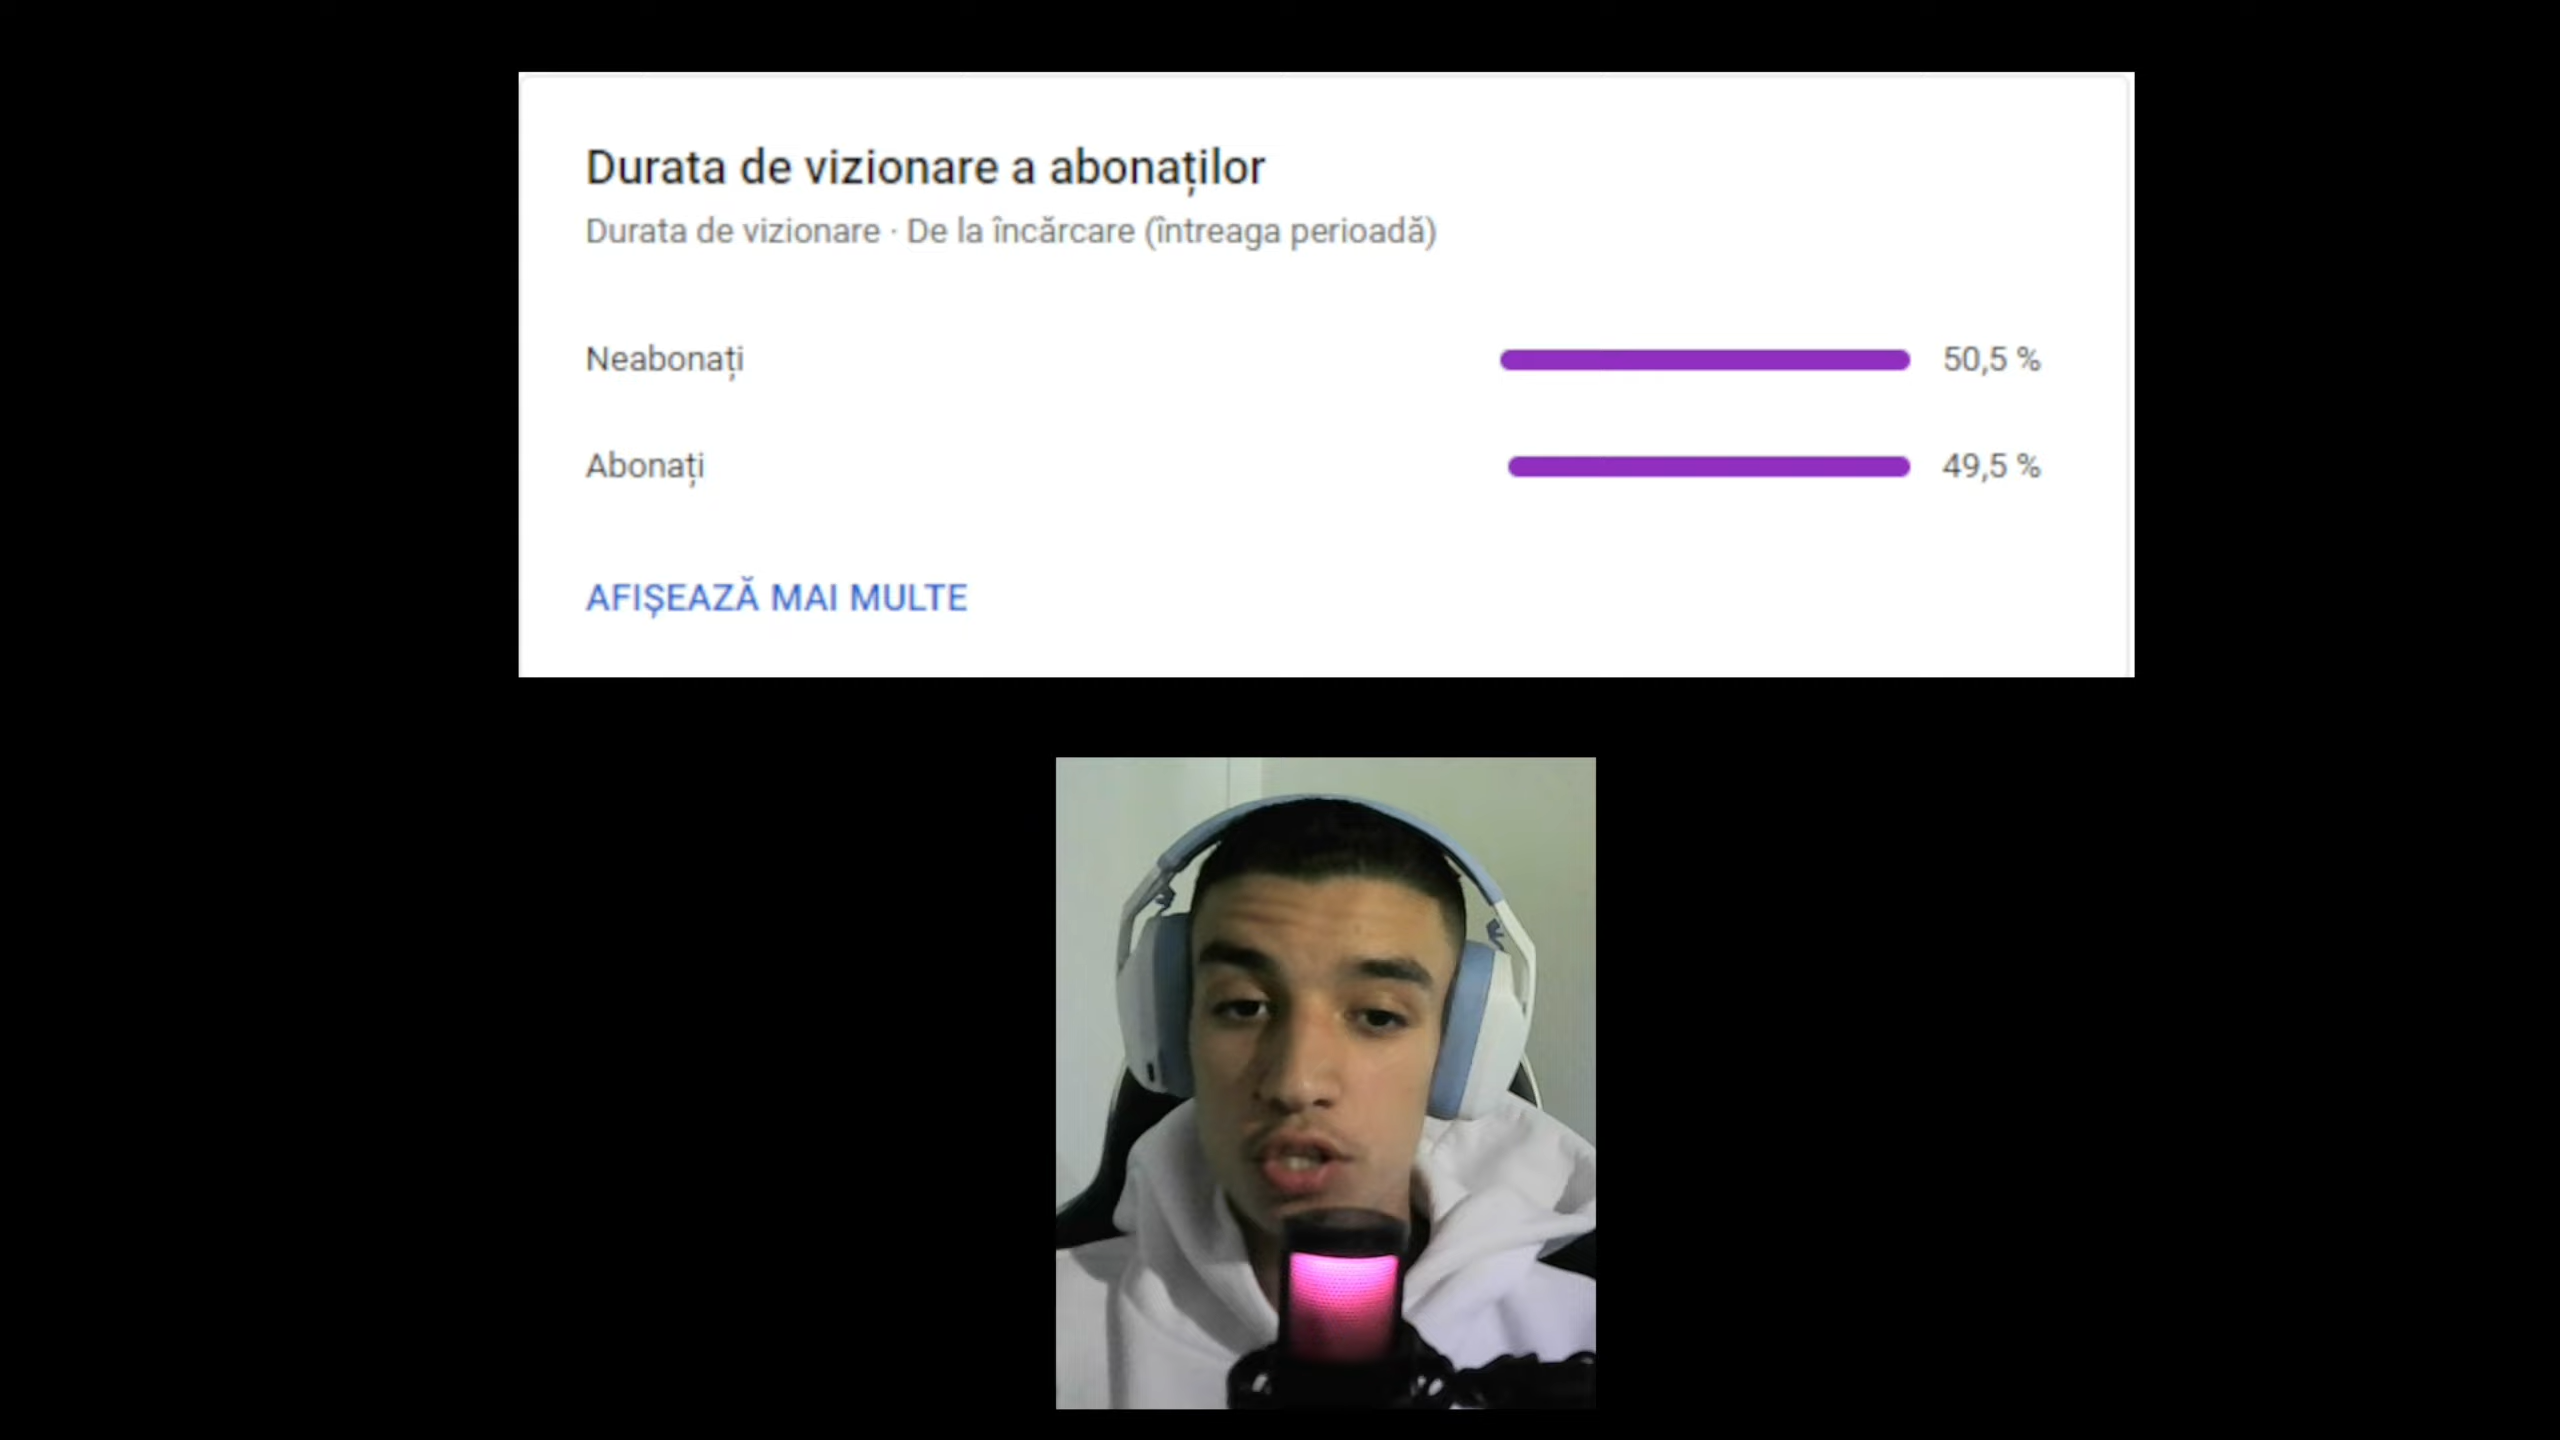 Durata de vizionare a abonaților
Durata de vizionare · De la încărcare (întreaga perioadă)
Neabonați 50,5 %
Abonați 49,5 %
AFIȘEAZĂ MAI MULTE